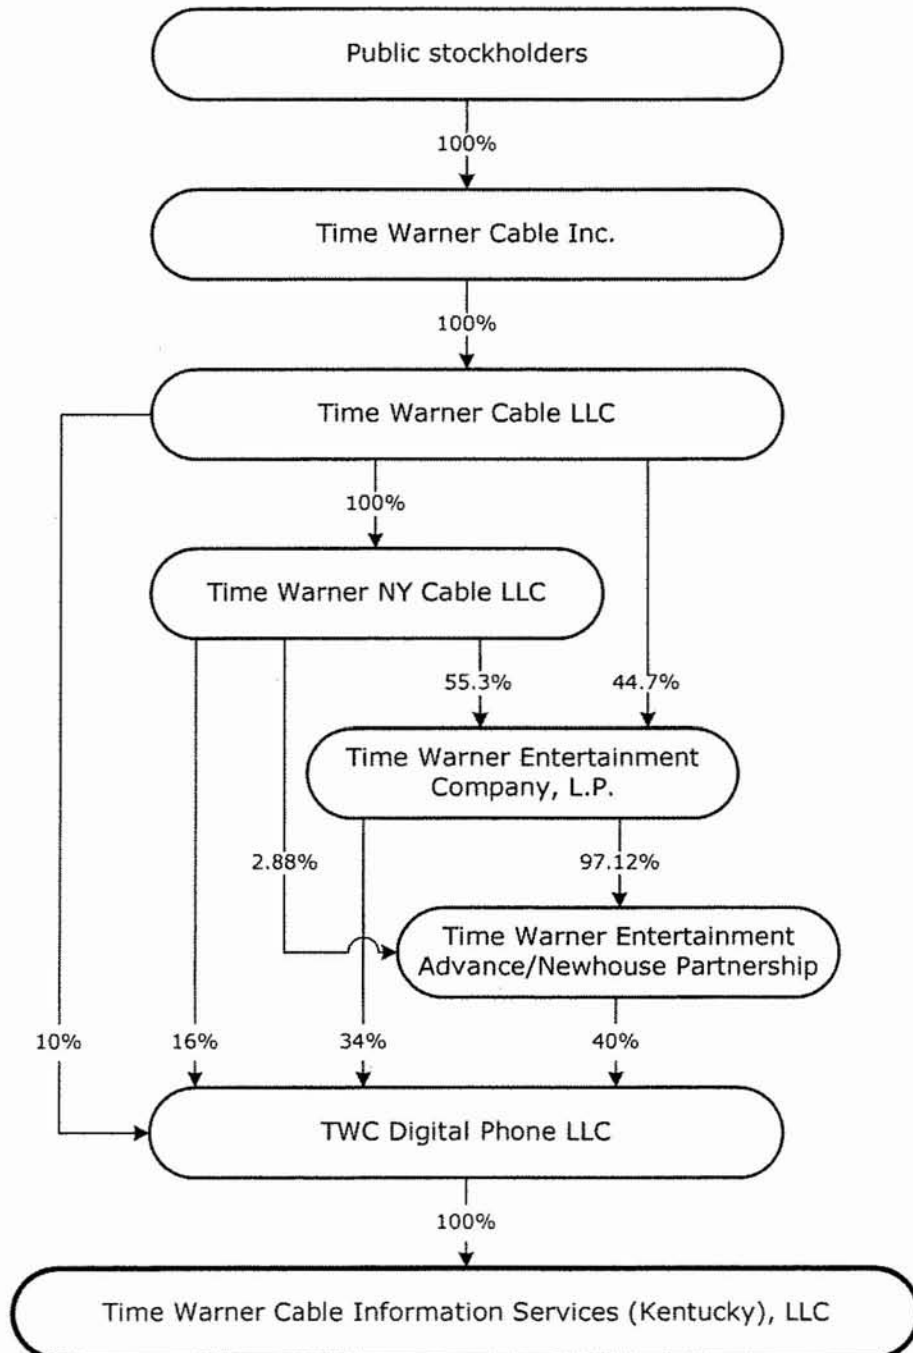 Public stockholders
100%
Time Warner Cable Inc.
100%
Time Warner Cable LLC
100%
Time Warner NY Cable LLC
55.3%
44.7%
Time Warner Entertainment
Company, L.P.
2.88%
97.12%
Time Warner Entertainment
Advance/Newhouse Partnership
10%
16%
34%
40%
TWC Digital Phone LLC
100%
Time Warner Cable Information Services (Kentucky), LLC